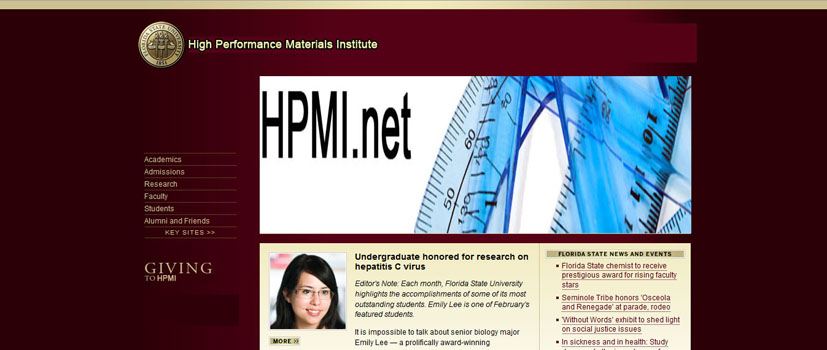 High Performance Materials Institute
HPMI.net
Academics
Admissions
Research
Faculty
Students
Alumni and Friends
KEY SITES >>
GIVING
TO HPMI
Undergraduate honored for research on
hepatitis C virus
Editor's Note: Each month, Florida State University
highlights the accomplishments of some of its most
outstanding students. Emily Lee is one of February's
featured students.
It is impossible to talk about senior biology major
Emily Lee — a prolifically award-winning
MORE
FLORIDA STATE NEWS AND EVENTS
Florida State chemist to receive
prestigious award for rising faculty
stars
Seminole Tribe honors 'Osceola
and Renegade' at parade, rodeo
'Without Words' exhibit to shed light
on social justice issues
In sickness and in health: Study